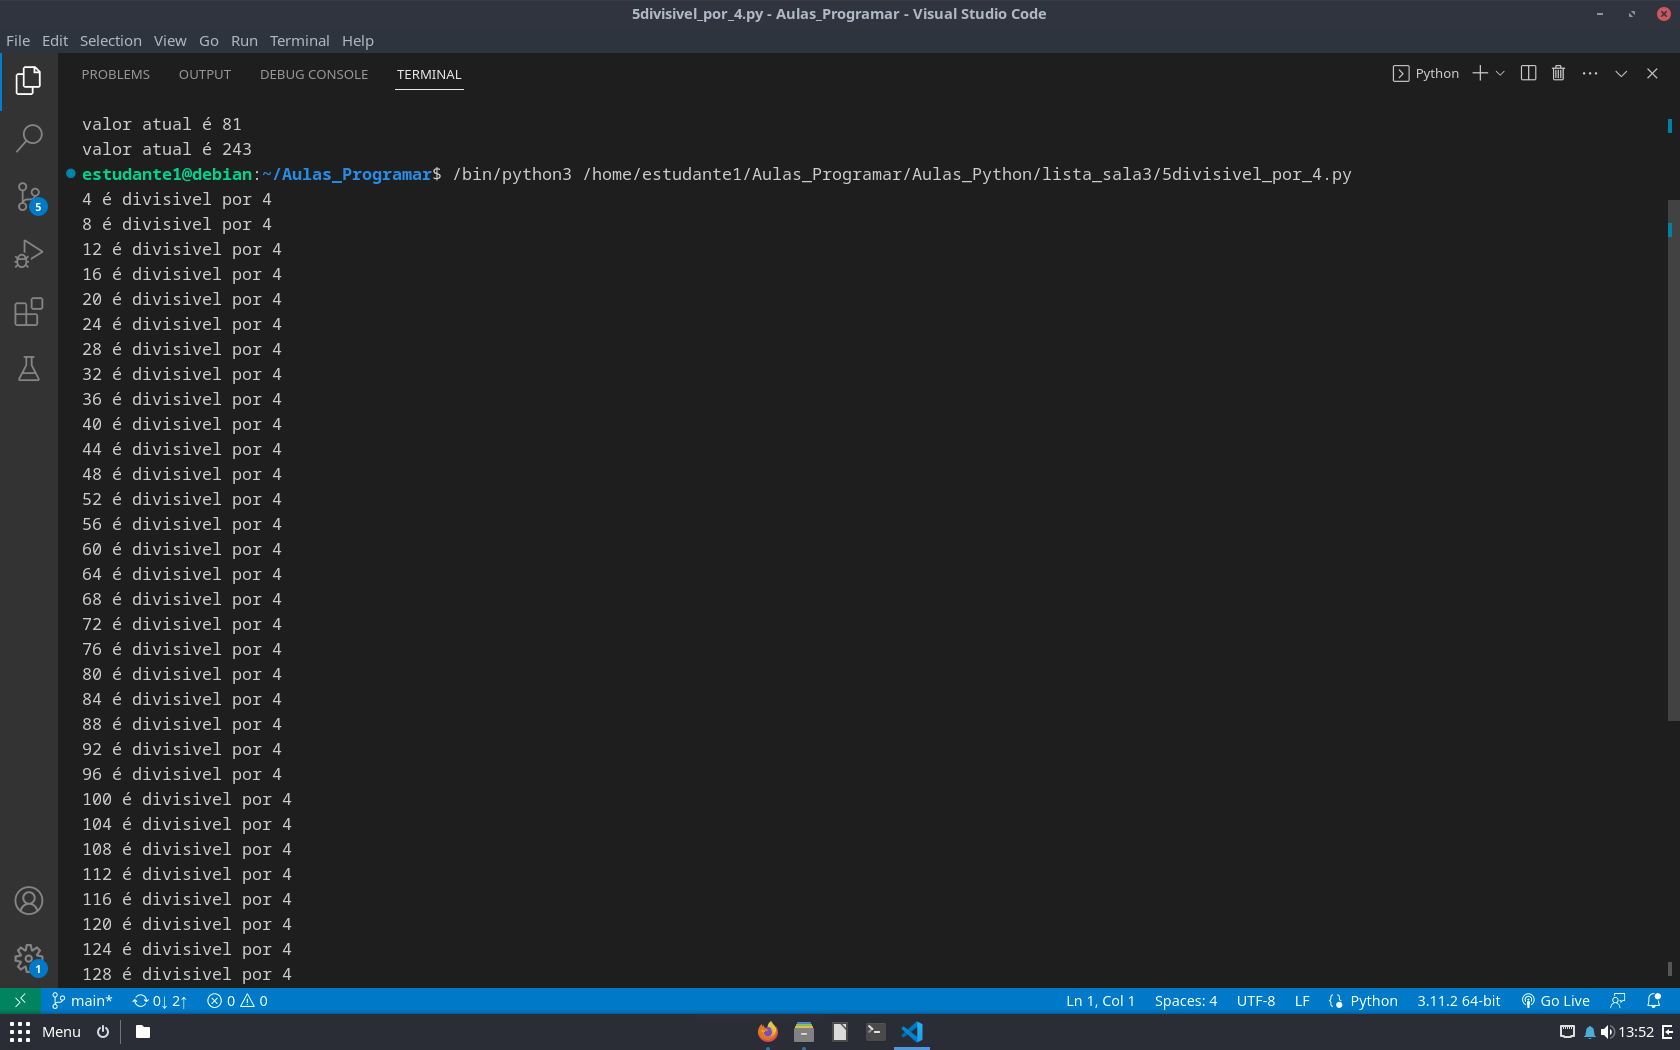 5divisivel_por_4.py - Aulas_Programar - Visual Studio Code
File Edit Selection View Go Run Terminal Help
PROBLEMS OUTPUT DEBUG CONSOLE TERMINAL Python
valor atual é 81
valor atual é 243
estudante1@debian:~/Aulas_Programar$ /bin/python3 /home/estudante1/Aulas_Programar/Aulas_Python/lista_sala3/5divisivel_por_4.py
4 é divisivel por 4
8 é divisivel por 4
12 é divisivel por 4
16 é divisivel por 4
20 é divisivel por 4
24 é divisivel por 4
28 é divisivel por 4
32 é divisivel por 4
36 é divisivel por 4
40 é divisivel por 4
44 é divisivel por 4
48 é divisivel por 4
52 é divisivel por 4
56 é divisivel por 4
60 é divisivel por 4
64 é divisivel por 4
68 é divisivel por 4
72 é divisivel por 4
76 é divisivel por 4
80 é divisivel por 4
84 é divisivel por 4
88 é divisivel por 4
92 é divisivel por 4
96 é divisivel por 4
100 é divisivel por 4
104 é divisivel por 4
108 é divisivel por 4
112 é divisivel por 4
116 é divisivel por 4
120 é divisivel por 4
124 é divisivel por 4
128 é divisivel por 4
5
1
main* 0↓ 2↑ 0 0 Ln 1, Col 1 Spaces: 4 UTF-8 LF Python 3.11.2 64-bit Go Live
Menu 13:52